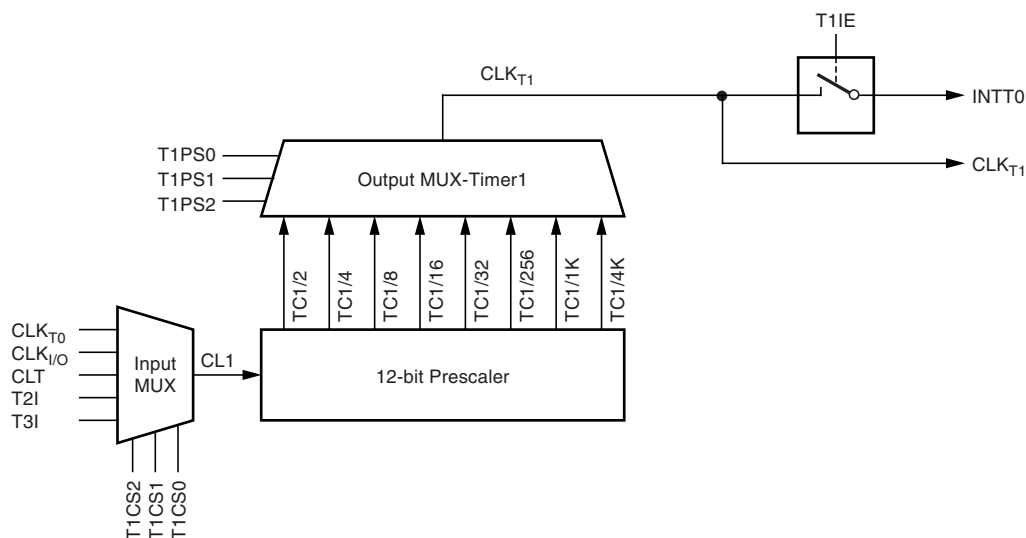 T1IE
CLKT1
INTT0
CLKT1
T1PS0
T1PS1
T1PS2
Output MUX-Timer1
TC1/2
TC1/4
TC1/8
TC1/16
TC1/32
TC1/256
TC1/1K
TC1/4K
CLKT0
CLKI/O
CLT
T2I
T3I
Input
MUX
CL1
12-bit Prescaler
T1CS2
T1CS1
T1CS0